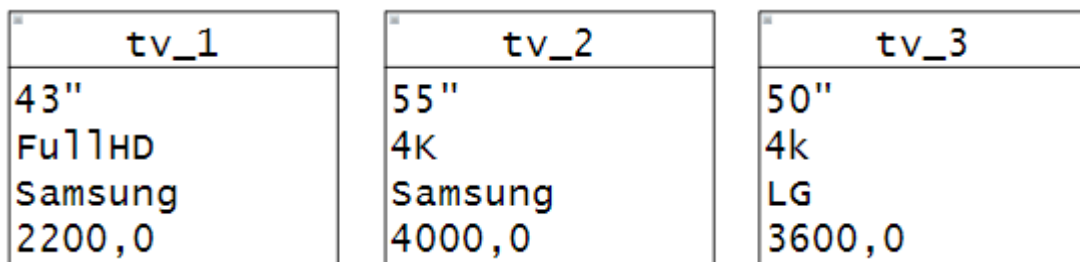 tv_1
43"
FullHD
Samsung
2200,0
tv_2
55"
4K
Samsung
4000,0
tv_3
50"
4k
LG
3600,0